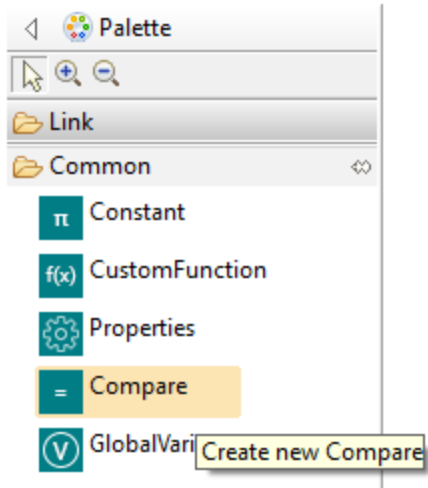 Palette
Link
Common
π Constant
f(x) CustomFunction
Properties
= Compare
V GlobalVari
Create new Compare